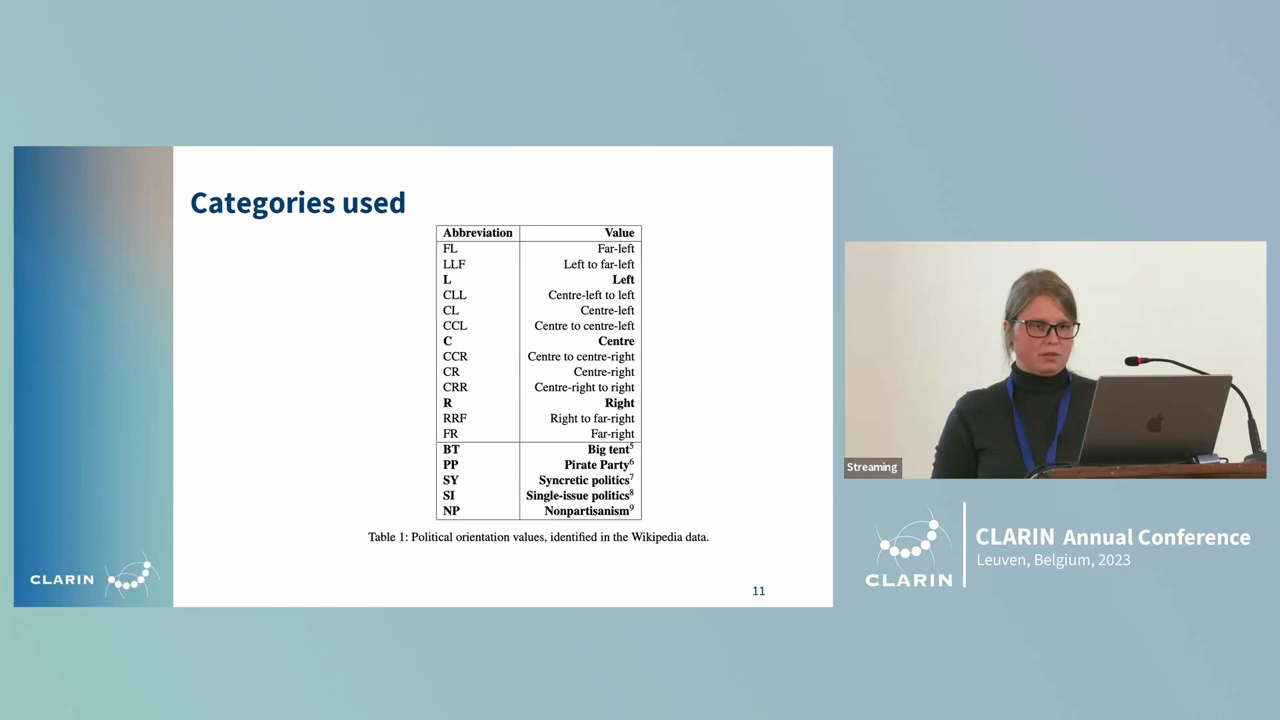 Categories used
Abbreviation Value
FL Far-left
LLF Left to far-left
L Left
CLL Centre-left to left
CL Centre-left
CCL Centre to centre-left
C Centre
CCR Centre to centre-right
CR Centre-right
CRR Centre-right to right
R Right
RRF Right to far-right
FR Far-right
BT Big tent⁵
PP Pirate Party⁶
SY Syncretic politics⁷
SI Single-issue politics⁸
NP Nonpartisanism⁹
Table 1: Political orientation values, identified in the Wikipedia data.
CLARIN
11
Streaming
CLARIN
CLARIN Annual Conference
Leuven, Belgium, 2023